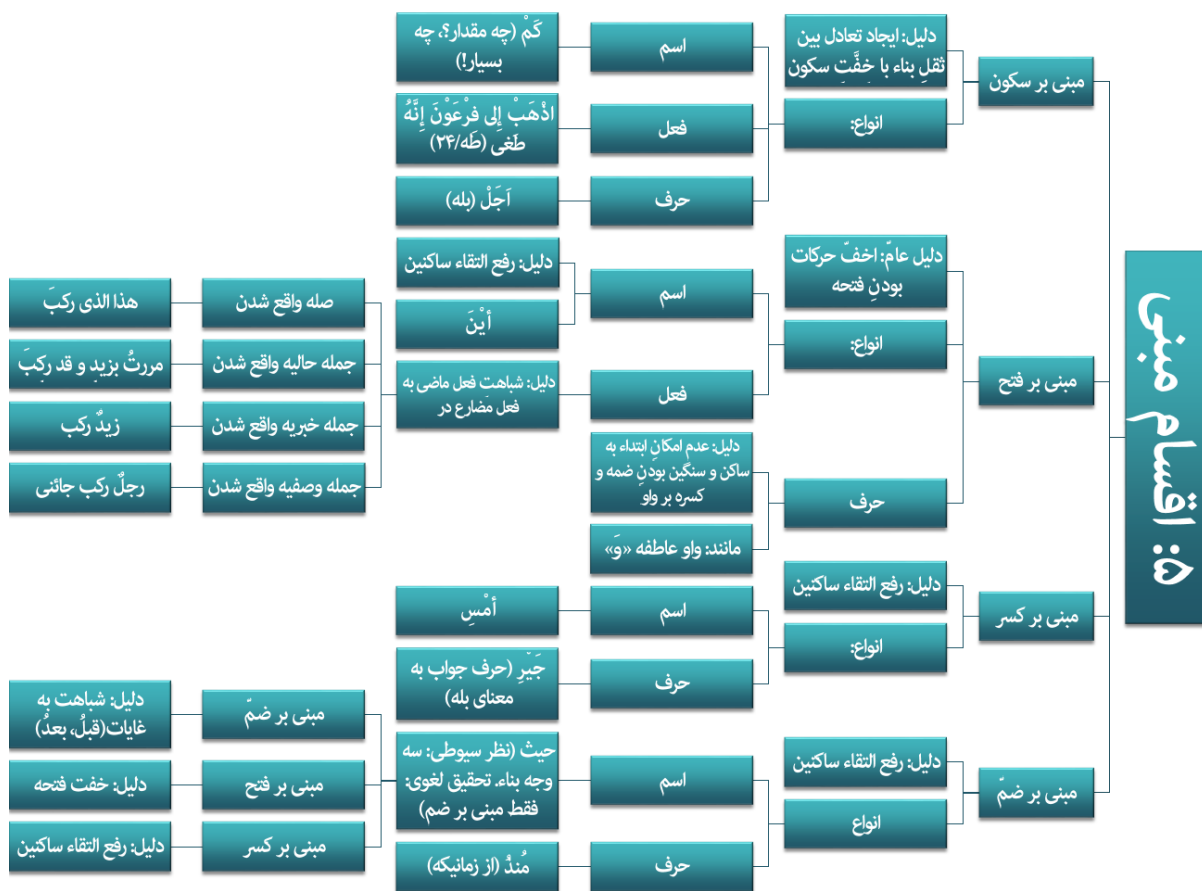 ۵: اقسام مبنی
مبنی بر سکون
دلیل: ایجاد تعادل بین
ثقلِ بناء با خفَّتِ سکون
انواع:
اسم
کَمْ (چه مقدار؟، چه
بسیار!)
فعل
اذْهَبْ إِلی فِرْعَوْنَ إِنَّهُ
طَغی (طه/۲۴)
حرف
اَجَلْ (بله)
مبنی بر فتح
دلیل عامّ: اخفّ حرکات
بودنِ فتحه
انواع:
اسم
دلیل: رفع التقاء ساکنین
أیْنَ
فعل
دلیل: شباهتِ فعل ماضی به
فعل مضارع در
صله واقع شدن
هذا الذی رکبَ
جمله حالیه واقع شدن
مررتُ بزیدٍ و قد رکِبَ
جمله خبریه واقع شدن
زیدٌ رکب
جمله وصفیه واقع شدن
رجلٌ رکب جائنی
حرف
دلیل: عدم امکانِ ابتداء به
ساکن و سنگین بودنِ ضمه و
کسره بر واو
مانند: واو عاطفه «وَ»
مبنی بر کسر
دلیل: رفع التقاء ساکنین
انواع:
اسم
أمْسِ
حرف
جَیْرِ (حرف جواب به
معنای بله)
مبنی بر ضمّ
دلیل: رفع التقاء ساکنین
انواع
اسم
حیث (نظر سیوطی: سه
وجه بناء. تحقیق لغوی:
فقط مبنی بر ضم)
مبنی بر ضمّ
دلیل: شباهت به
غایات(قبلُ، بعدُ)
مبنی بر فتح
دلیل: خفت فتحه
مبنی بر کسر
دلیل: رفع التقاء ساکنین
حرف
مُنذُ (از زمانیکه)